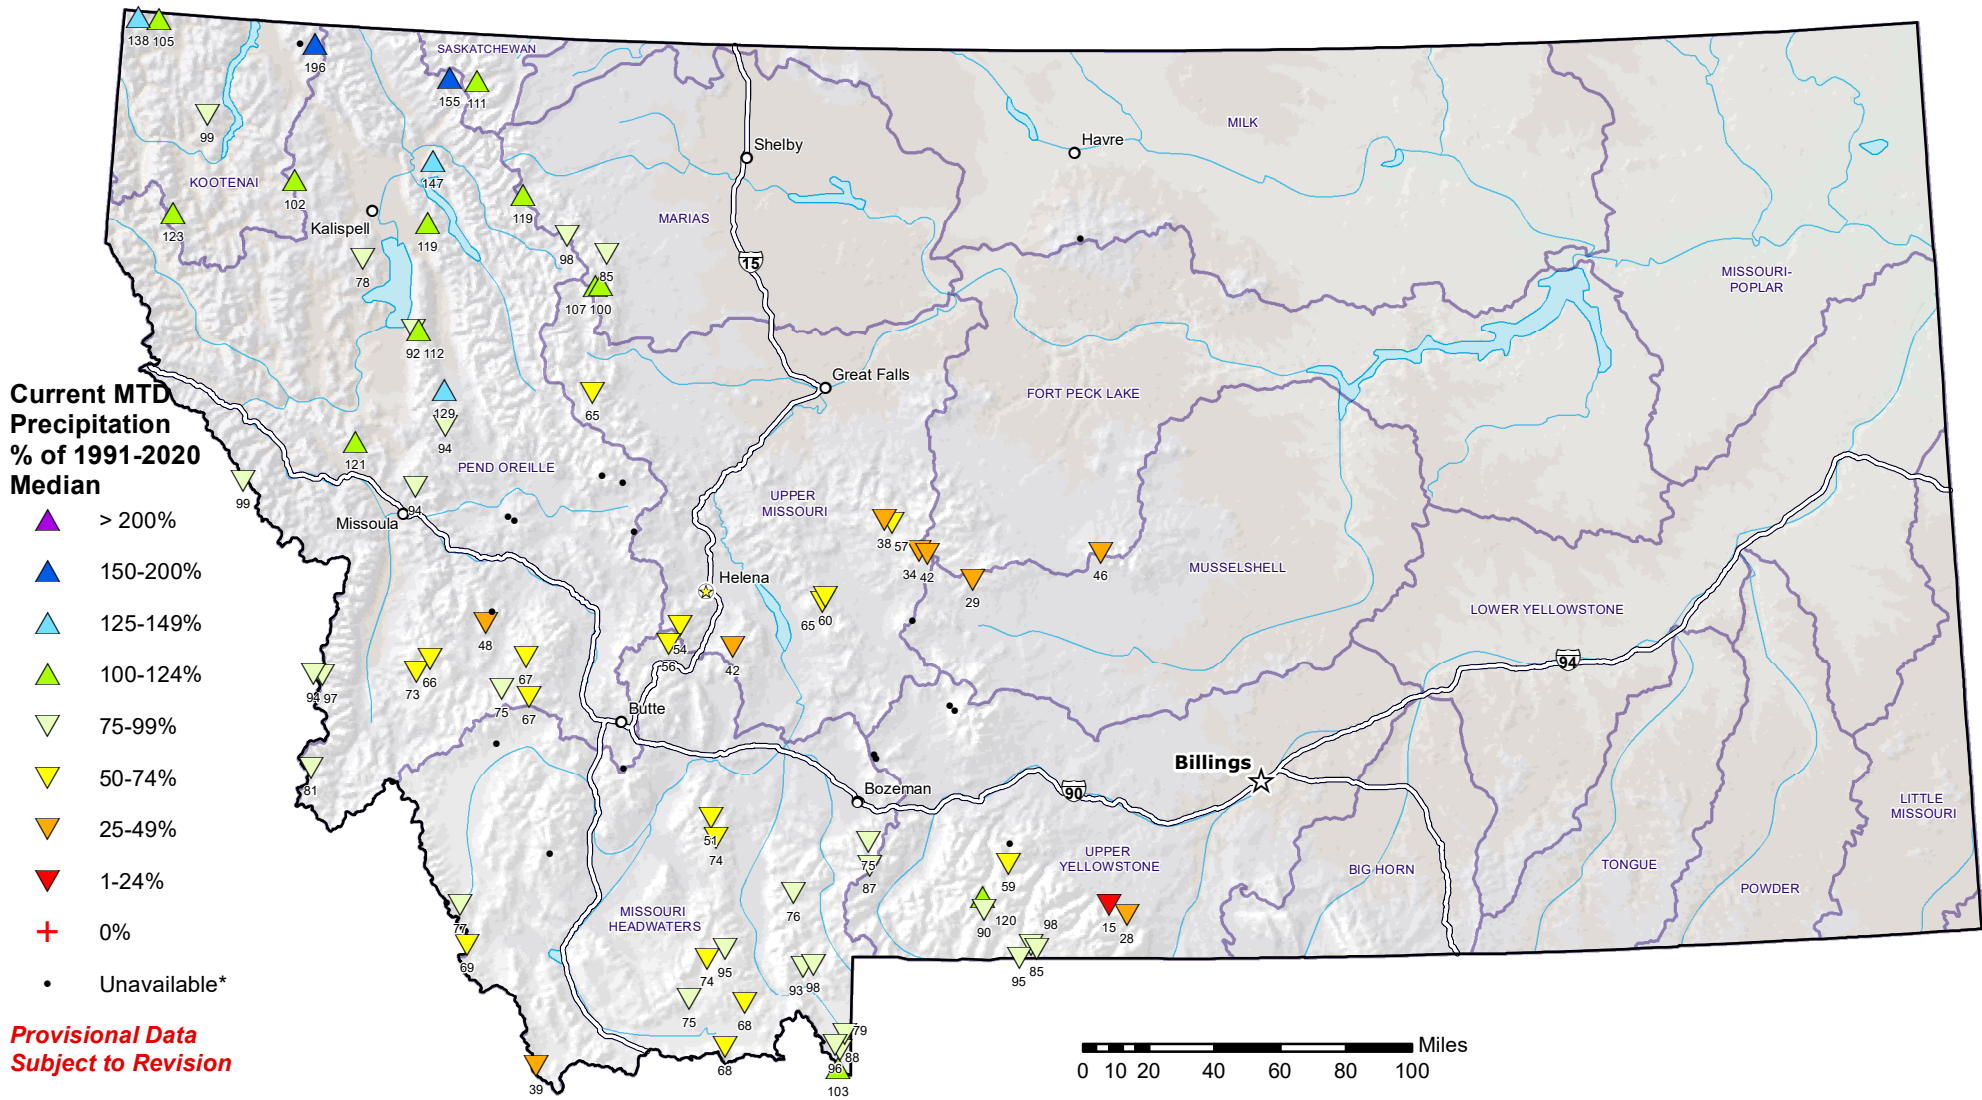 138 105
196
SASKATCHEWAN
155 111
99
Shelby
Havre
MILK
KOOTENAI
147
102
119
MARIAS
123
Kalispell
119
98
85
15
78
107 100
MISSOURI-
POPLAR
92 112
Great Falls
FORT PECK LAKE
65
129
94
121
PEND OREILLE
99
94
Missoula
UPPER
MISSOURI
38 57
34 42
46
29
MUSSELSHELL
Helena
LOWER YELLOWSTONE
65 60
48
54
56
42
66
73
67
94 97
75
67
94
Butte
81
Billings
Bozeman
90
51
74
75
87
UPPER
YELLOWSTONE
59
BIG HORN
TONGUE
POWDER
LITTLE
MISSOURI
76
120
90
15
28
77
69
MISSOURI
HEADWATERS
98
85
95
95
74
93 98
75
68
68
79
88
96
103
39
Current MTD
Precipitation
% of 1991-2020
Median
> 200%
150-200%
125-149%
100-124%
75-99%
50-74%
25-49%
1-24%
0%
Unavailable*
Provisional Data
Subject to Revision
Miles
0 10 20 40 60 80 100